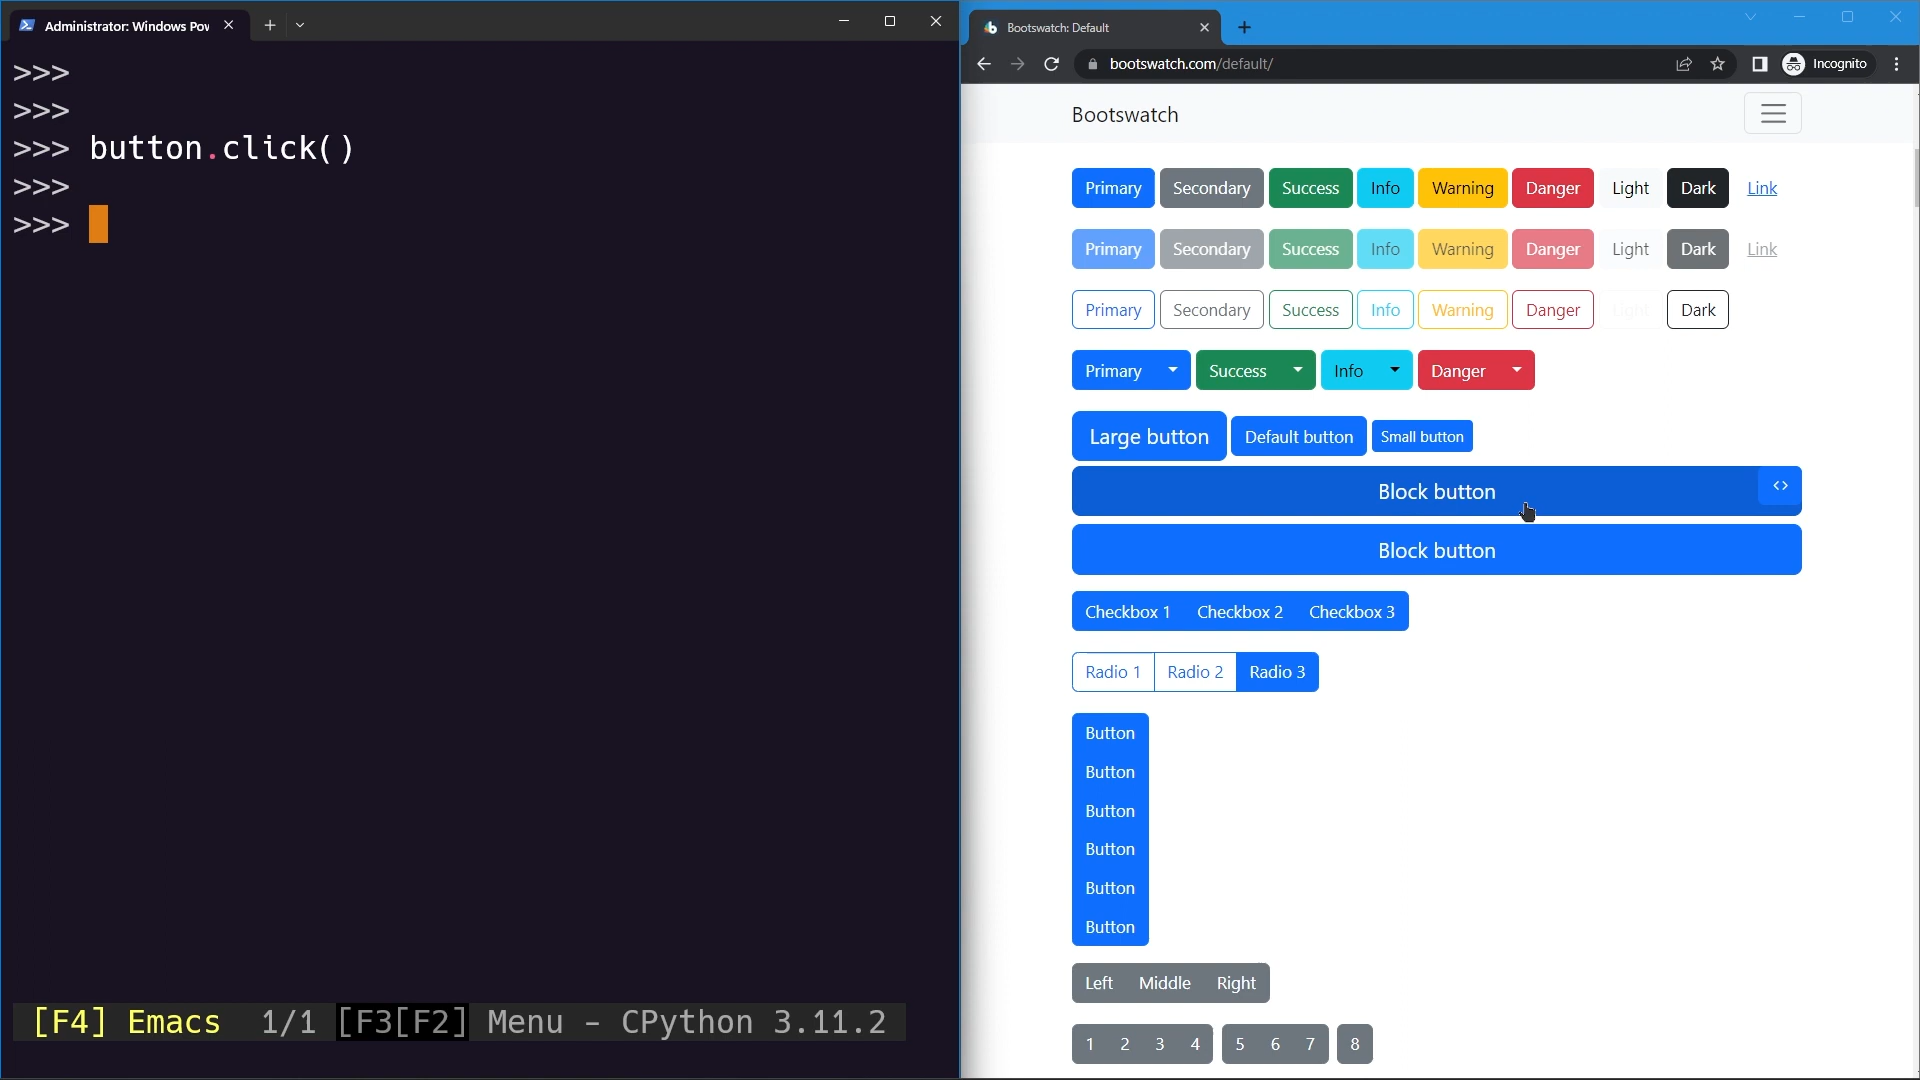 Administrator: Windows Pow
>>>
>>>
>>> button.click()
>>>
>>>
[F4] Emacs 1/1 [F3[F2] Menu - CPython 3.11.2
Bootswatch: Default
bootswatch.com/default/
Incognito
Bootswatch
Primary Secondary Success Info Warning Danger Light Dark Link
Primary Secondary Success Info Warning Danger Light Dark Link
Primary Secondary Success Info Warning Danger Light Dark
Primary Success Info Danger
Large button Default button Small button
Block button <>
Block button
Checkbox 1 Checkbox 2 Checkbox 3
Radio 1 Radio 2 Radio 3
Button
Button
Button
Button
Button
Button
Left Middle Right
1 2 3 4 5 6 7 8